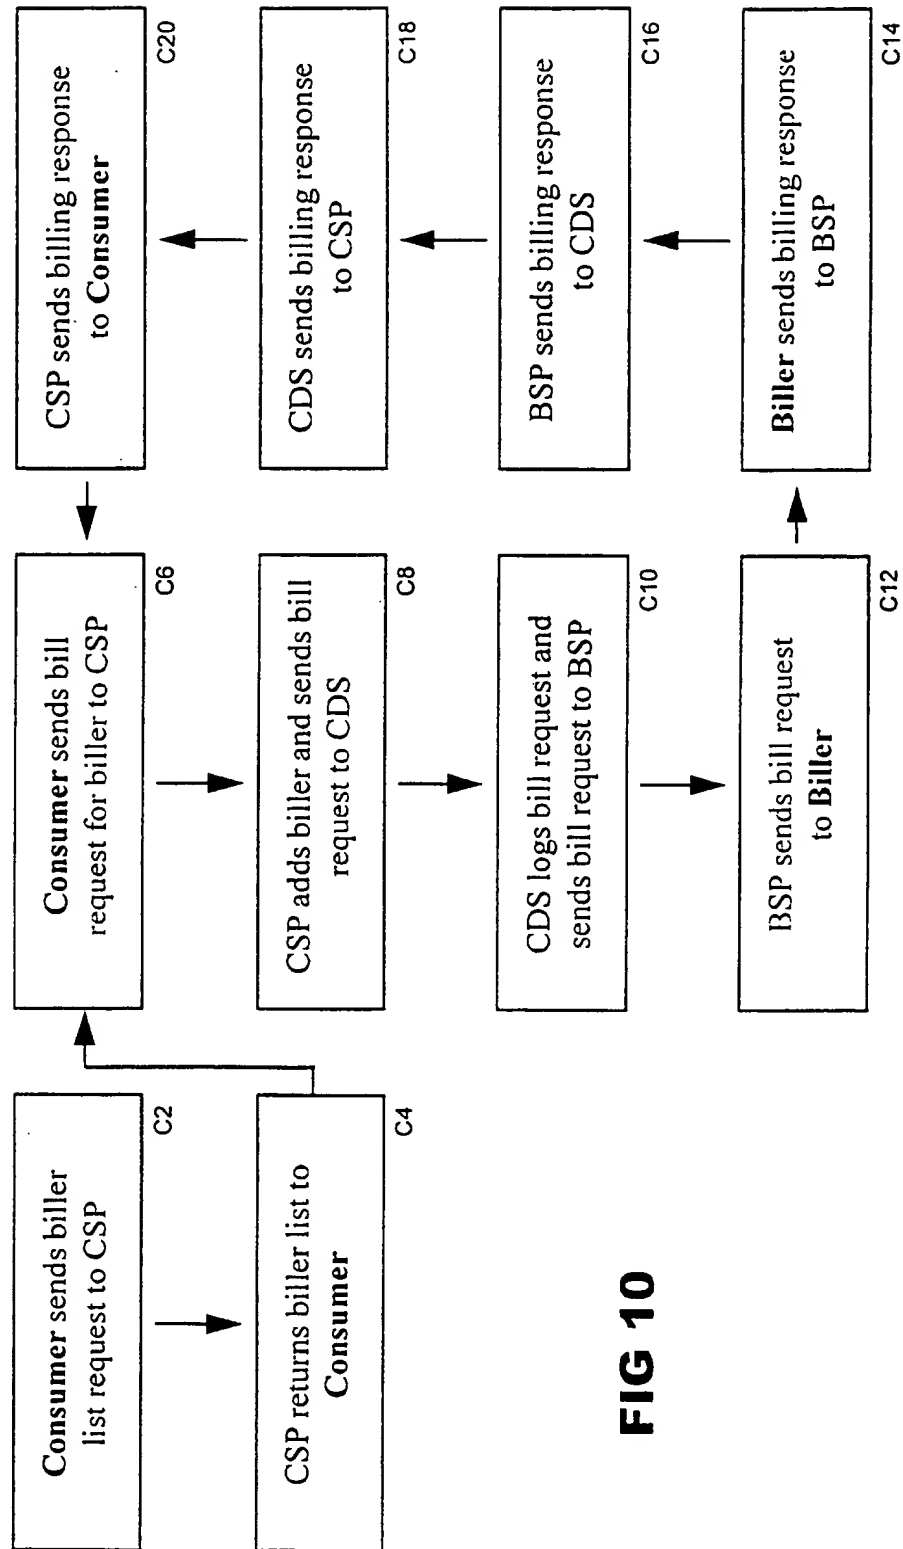 Consumer sends biller
list request to CSP
C2
CSP returns biller list to
Consumer
C4
Consumer sends bill
request for biller to CSP
C6
CSP adds biller and sends bill
request to CDS
C8
CDS logs bill request and
sends bill request to BSP
C10
BSP sends bill request
to Biller
C12
Biller sends billing response
to BSP
C14
BSP sends billing response
to CDS
C16
CDS sends billing response
to CSP
C18
CSP sends billing response
to Consumer
C20
FIG 10